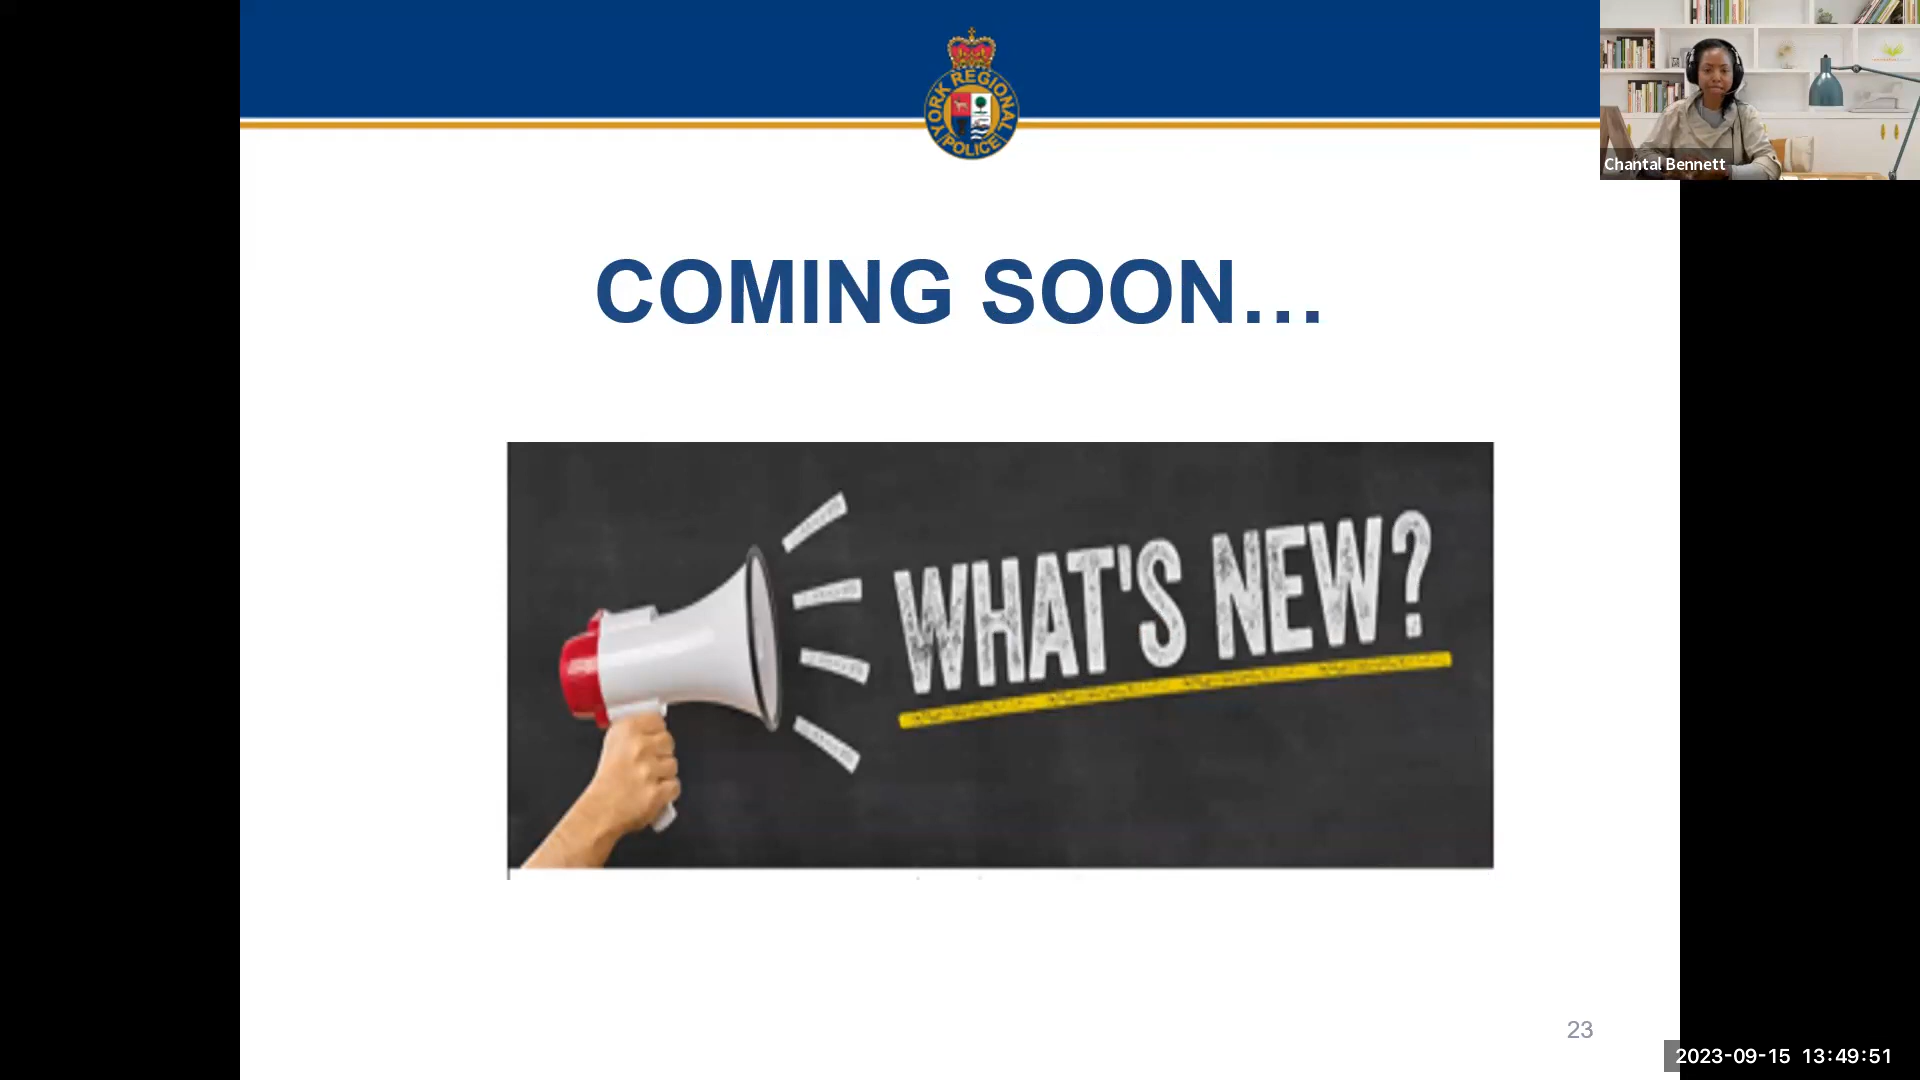 YORK REGIONAL
POLICE
Chantal Bennett
COMING SOON...
WHAT'S NEW?
23
2023-09-15 13:49:51